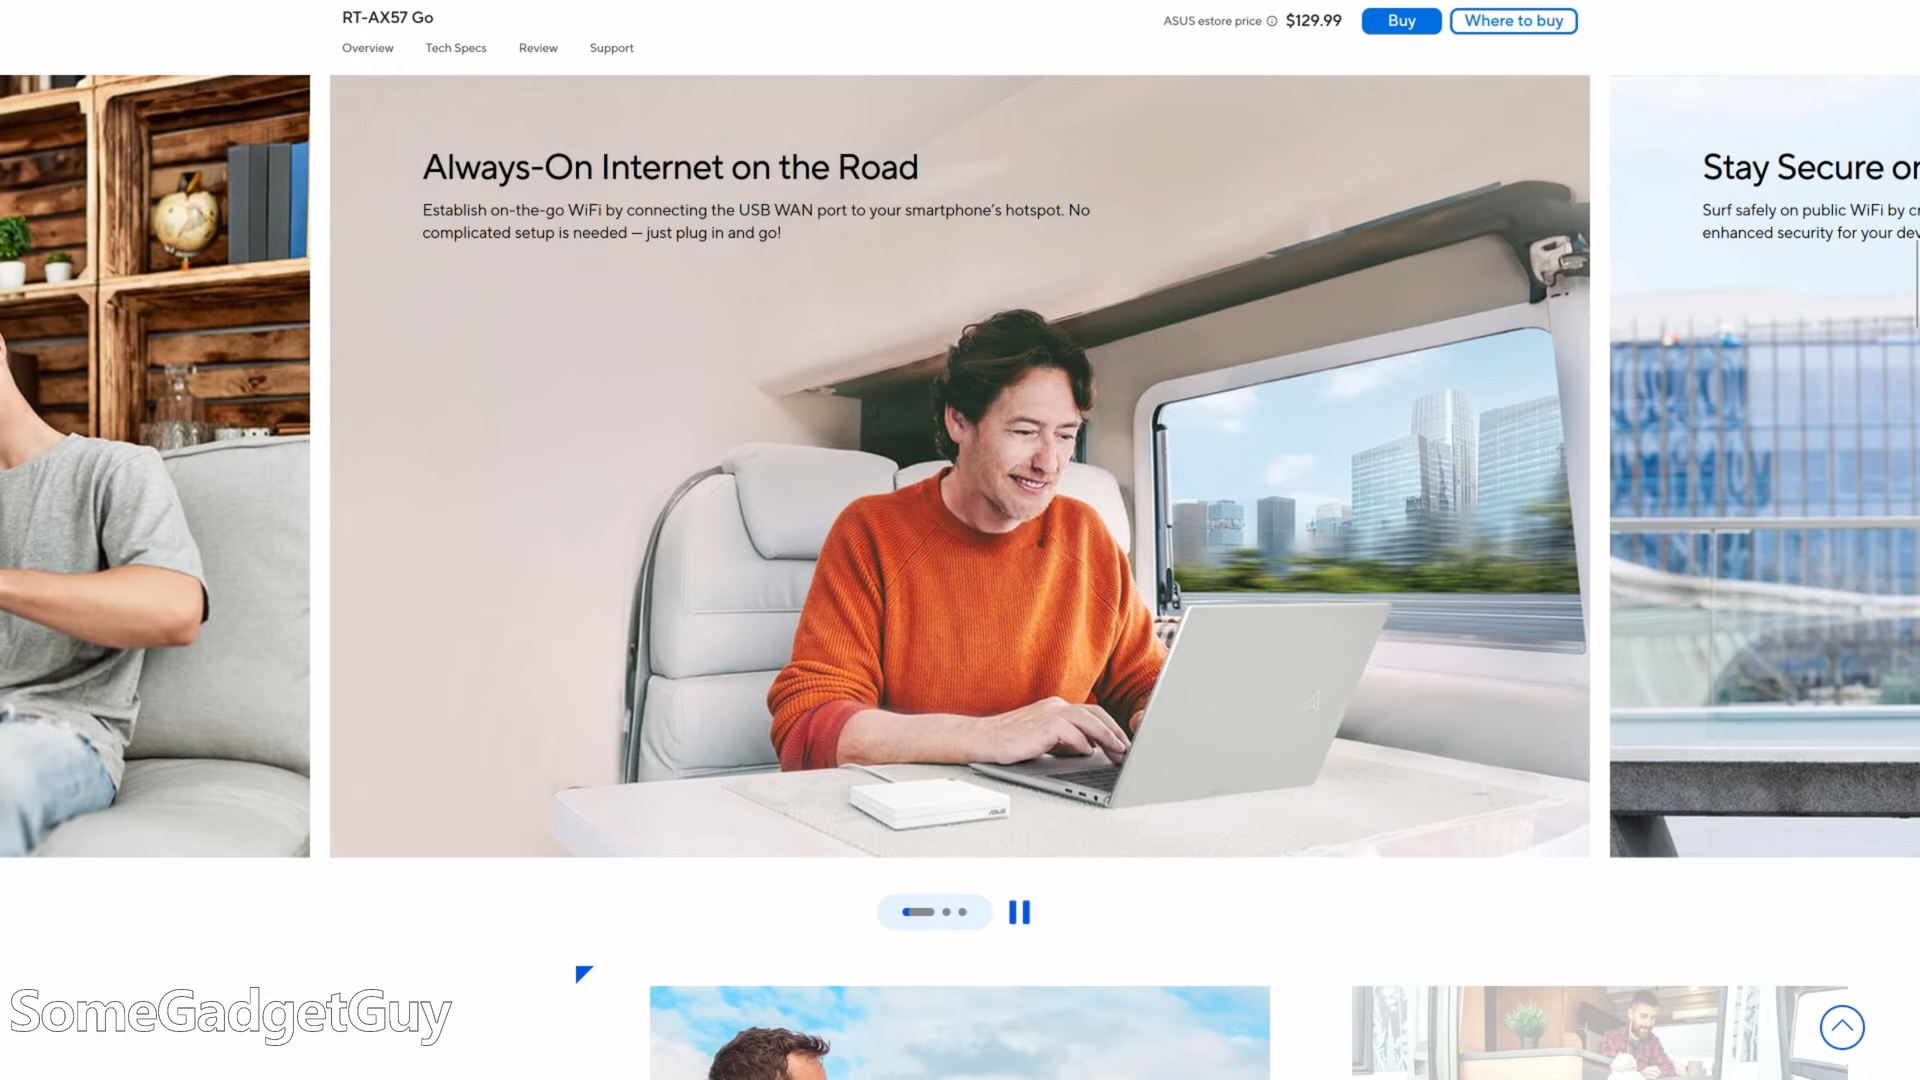 RT-AX57 Go
ASUS estore price $129.99 Buy Where to buy
Overview Tech Specs Review Support
Always-On Internet on the Road
Establish on-the-go WiFi by connecting the USB WAN port to your smartphone's hotspot. No
complicated setup is needed — just plug in and go!
Stay Secure
Surf safely on public WiFi by
enhanced security for your
ASUS
SomeGadgetGuy